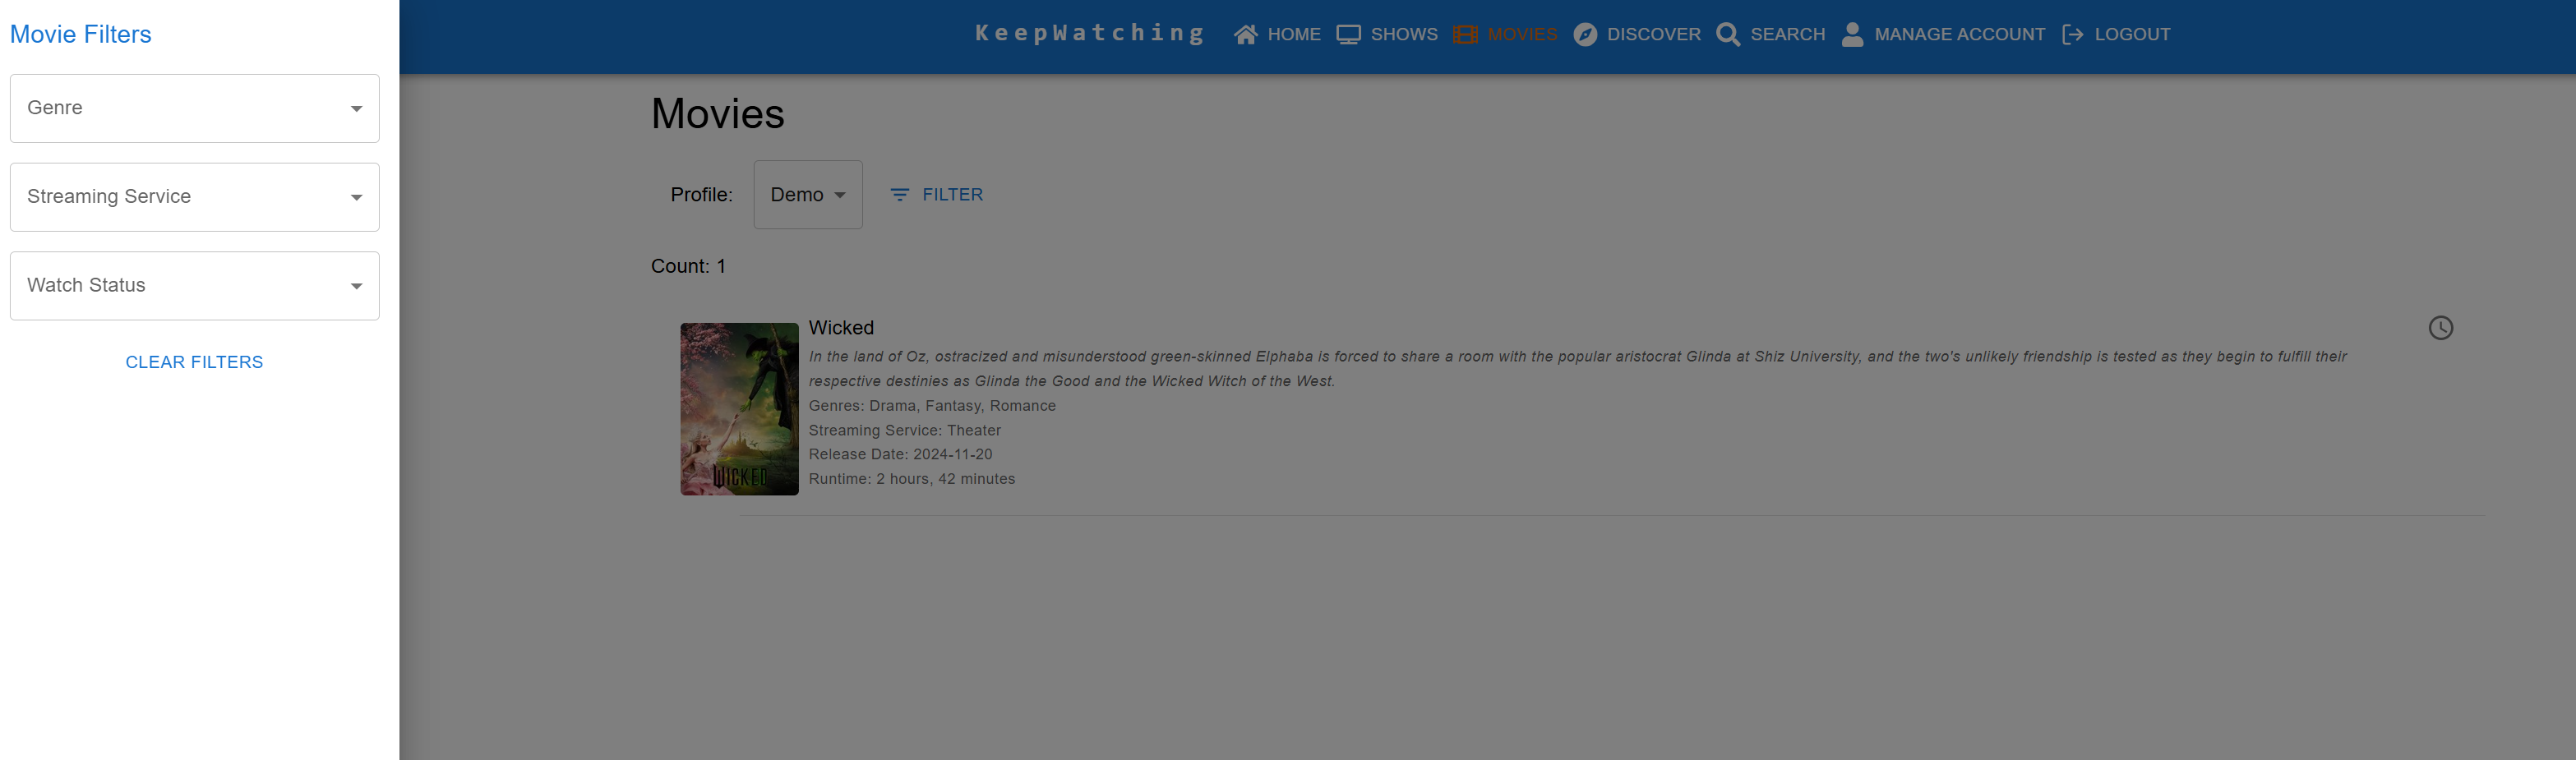 Movie Filters
Genre
Streaming Service
Watch Status
CLEAR FILTERS
KeepWatching HOME SHOWS MOVIES DISCOVER SEARCH MANAGE ACCOUNT LOGOUT
Movies
Profile: Demo FILTER
Count: 1
WICKED
Wicked
In the land of Oz, ostracized and misunderstood green-skinned Elphaba is forced to share a room with the popular aristocrat Glinda at Shiz University, and the two's unlikely friendship is tested as they begin to fulfill their
respective destinies as Glinda the Good and the Wicked Witch of the West.
Genres: Drama, Fantasy, Romance
Streaming Service: Theater
Release Date: 2024-11-20
Runtime: 2 hours, 42 minutes